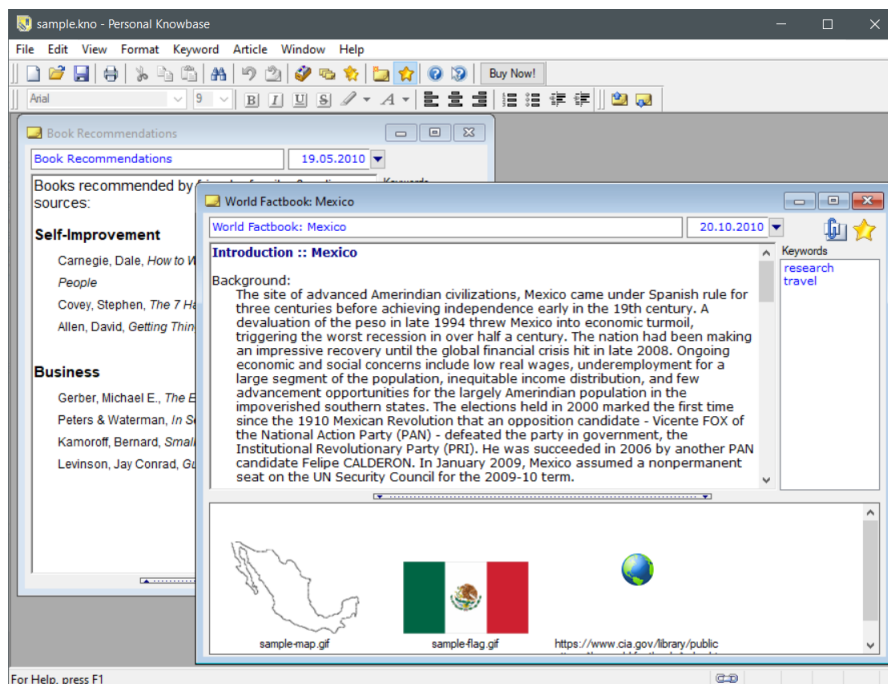 sample.kno - Personal Knowbase
File Edit View Format Keyword Article Window Help
Buy Now!
Arial 9 B I U S A
Book Recommendations
Book Recommendations 19.05.2010
Books recommended by
sources:
Self-Improvement
Carnegie, Dale, How to W
People
Covey, Stephen, The 7 Ha
Allen, David, Getting Thin
Business
Gerber, Michael E., The E
Peters & Waterman, In S
Kamoroff, Bernard, Smal
Levinson, Jay Conrad, Gu
World Factbook: Mexico
World Factbook: Mexico 20.10.2010
Keywords
research
travel
Introduction :: Mexico
Background:
The site of advanced Amerindian civilizations, Mexico came under Spanish rule for
three centuries before achieving independence early in the 19th century. A
devaluation of the peso in late 1994 threw Mexico into economic turmoil,
triggering the worst recession in over half a century. The nation had been making
an impressive recovery until the global financial crisis hit in late 2008. Ongoing
economic and social concerns include low real wages, underemployment for a
large segment of the population, inequitable income distribution, and few
advancement opportunities for the largely Amerindian population in the
impoverished southern states. The elections held in 2000 marked the first time
since the 1910 Mexican Revolution that an opposition candidate - Vicente FOX of
the National Action Party (PAN) - defeated the party in government, the
Institutional Revolutionary Party (PRI). He was succeeded in 2006 by another PAN
candidate Felipe CALDERON. In January 2009, Mexico assumed a nonpermanent
seat on the UN Security Council for the 2009-10 term.
sample-map.gif sample-flag.gif https://www.cia.gov/library/public
For Help, press F1